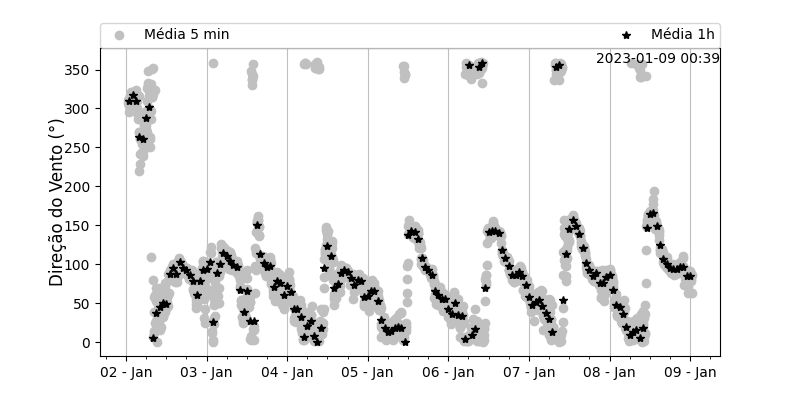 Média 5 min
Média 1h
2023-01-09 00:39
Direção do Vento (°)
350
300
250
200
150
100
50
0
02 - Jan
03 - Jan
04 - Jan
05 - Jan
06 - Jan
07 - Jan
08 - Jan
09 - Jan